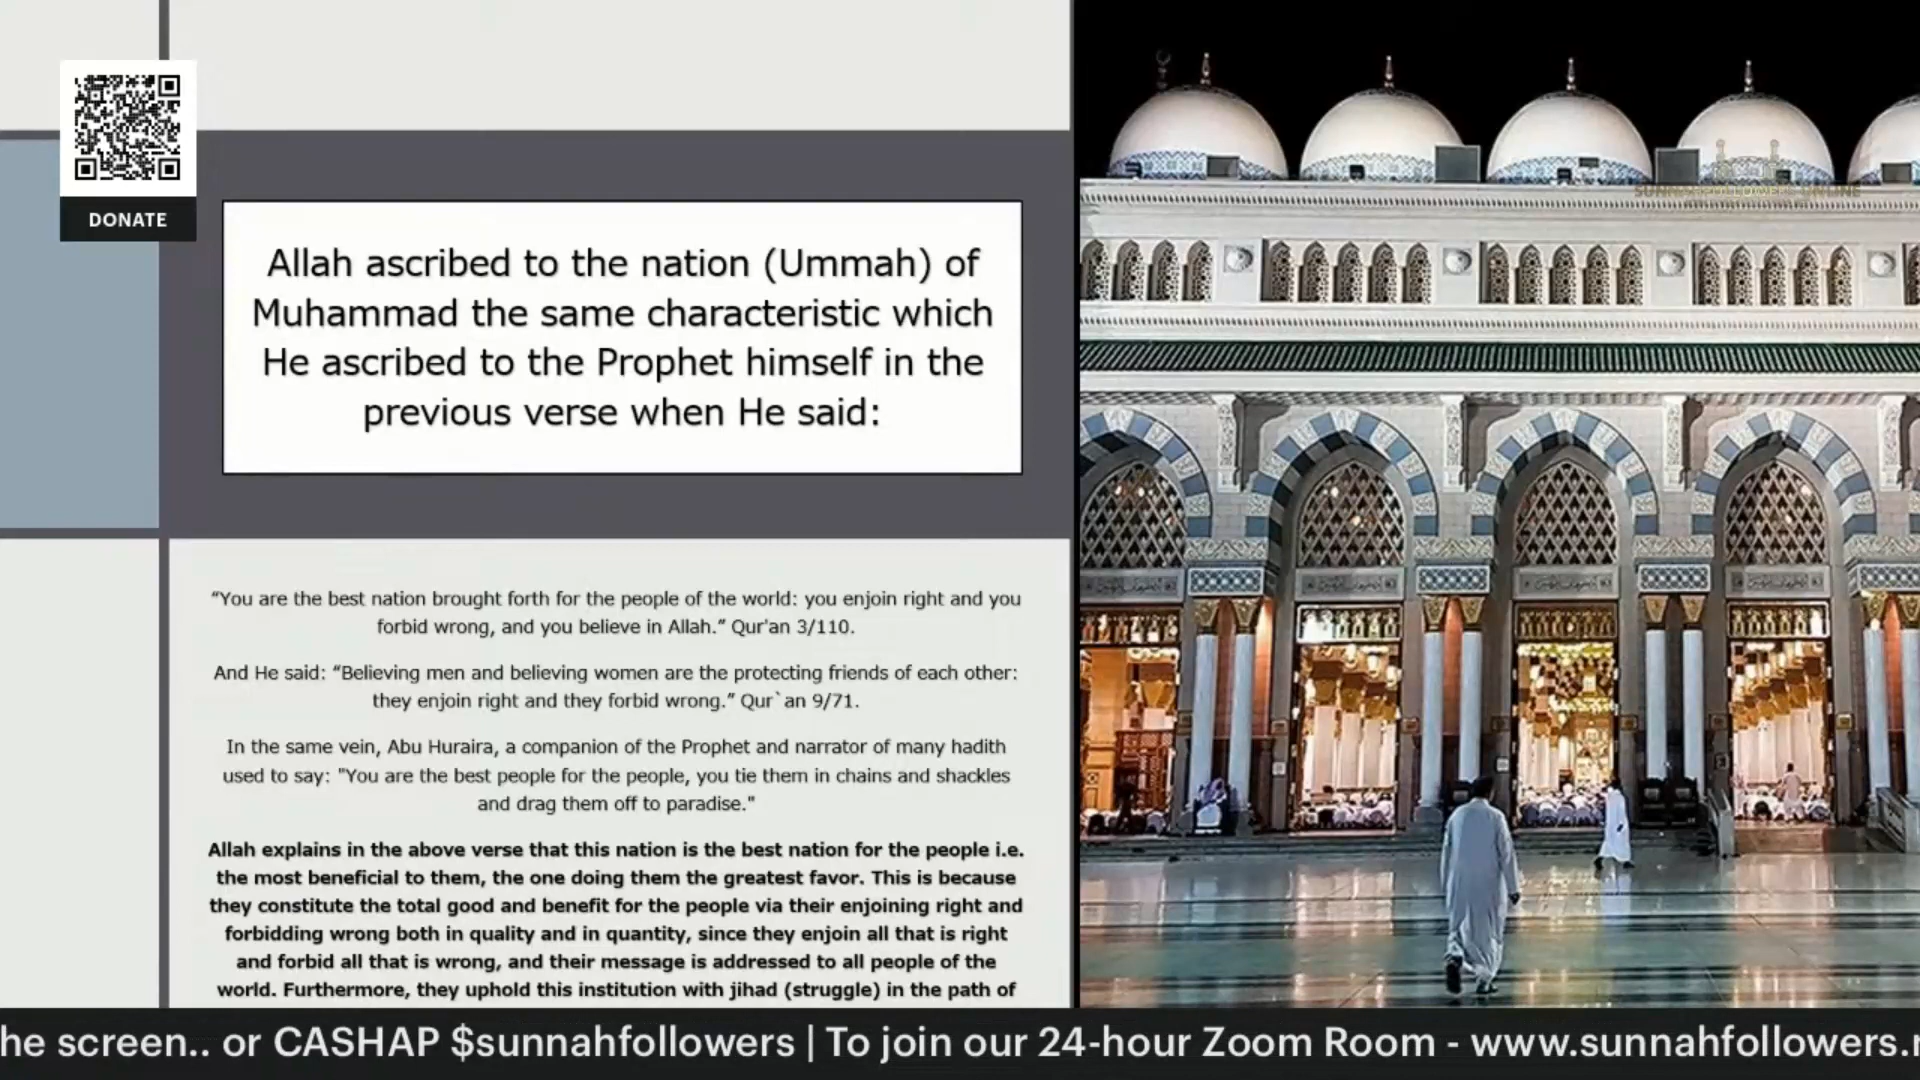 DONATE
Allah ascribed to the nation (Ummah) of
Muhammad the same characteristic which
He ascribed to the Prophet himself in the
previous verse when He said:
“You are the best nation brought forth for the people of the world: you enjoin right and you
forbid wrong, and you believe in Allah.” Qur'an 3/110.
And He said: “Believing men and believing women are the protecting friends of each other:
they enjoin right and they forbid wrong.” Qur`an 9/71.
In the same vein, Abu Huraira, a companion of the Prophet and narrator of many hadith
used to say: "You are the best people for the people, you tie them in chains and shackles
and drag them off to paradise."
Allah explains in the above verse that this nation is the best nation for the people i.e.
the most beneficial to them, the one doing them the greatest favor. This is because
they constitute the total good and benefit for the people via their enjoining right and
forbidding wrong both in quality and in quantity, since they enjoin all that is right
and forbid all that is wrong, and their message is addressed to all people of the
world. Furthermore, they uphold this institution with jihad (struggle) in the path of
SUNNAHFOLLOWERS ONLINE
he screen.. or CASHAP $sunnahfollowers | To join our 24-hour Zoom Room - www.sunnahfollowers.